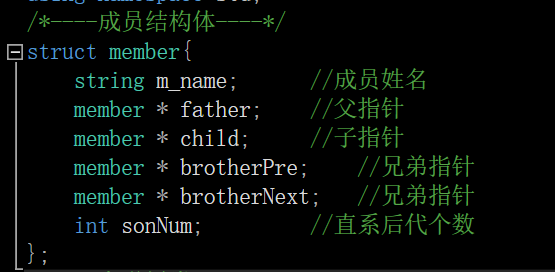 /*----成员结构体----*/
struct member{
string m_name; //成员姓名
member * father; //父指针
member * child; //子指针
member * brotherPre; //兄弟指针
member * brotherNext; //兄弟指针
int sonNum; //直系后代个数
};